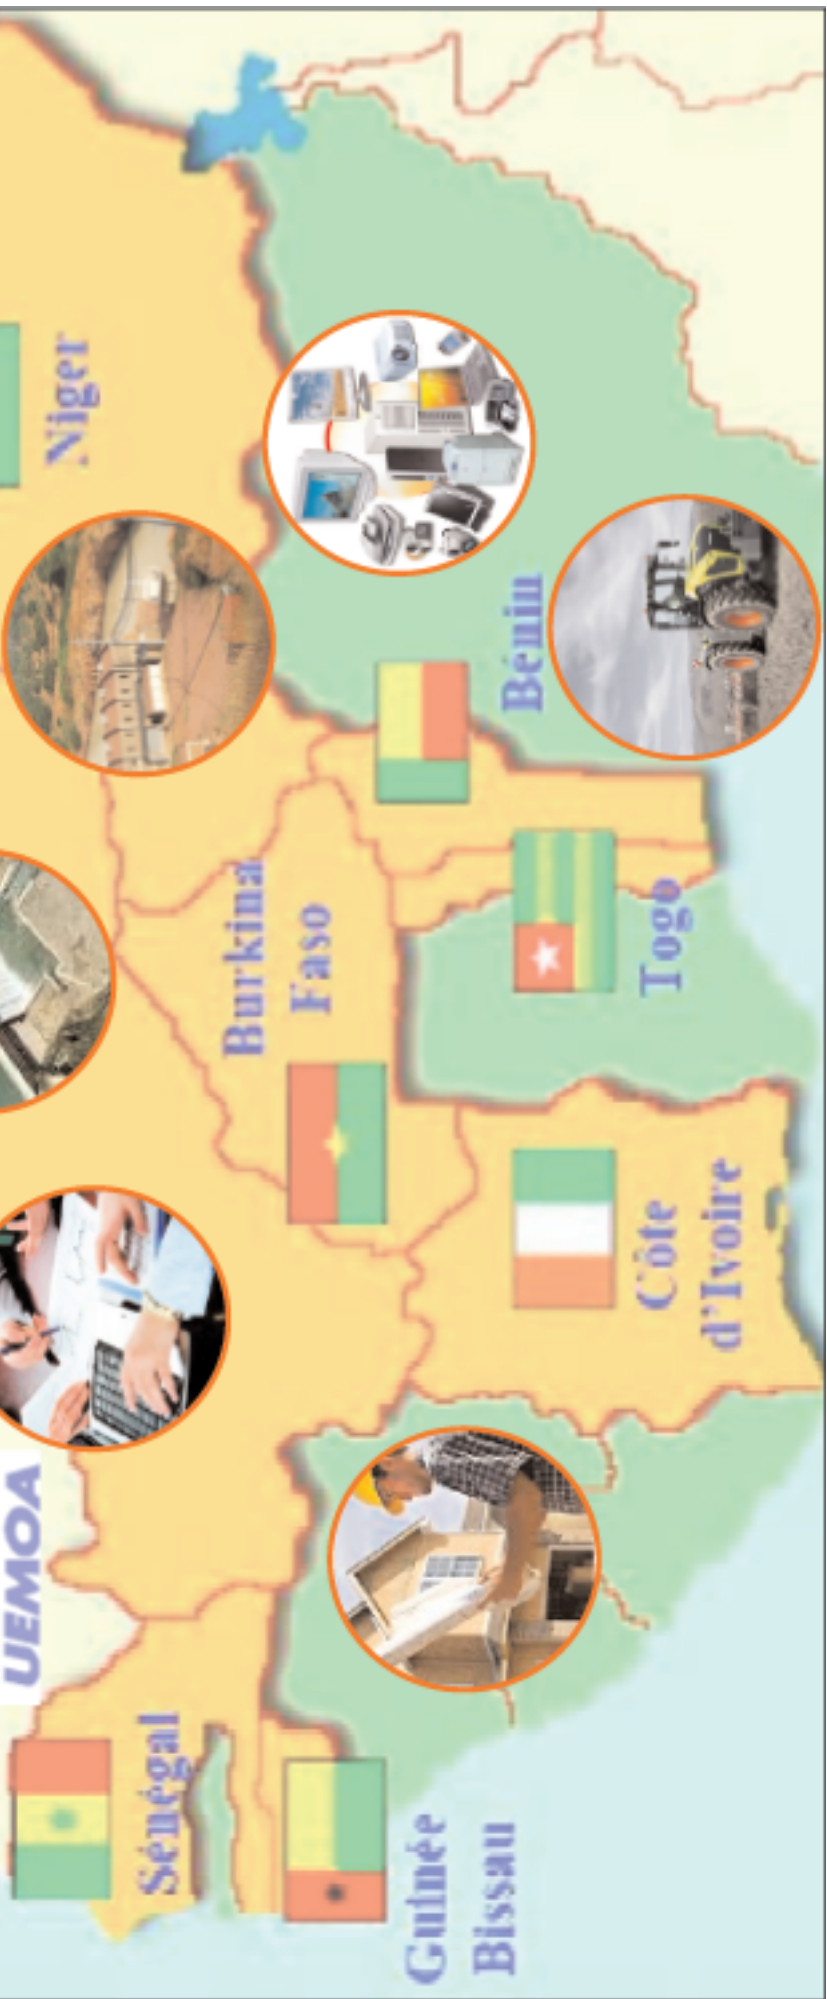 UEMOA
Niger
Sénégal
Burkina
Faso
Bénin
Guinée
Bissau
Togo
Côte
d'Ivoire